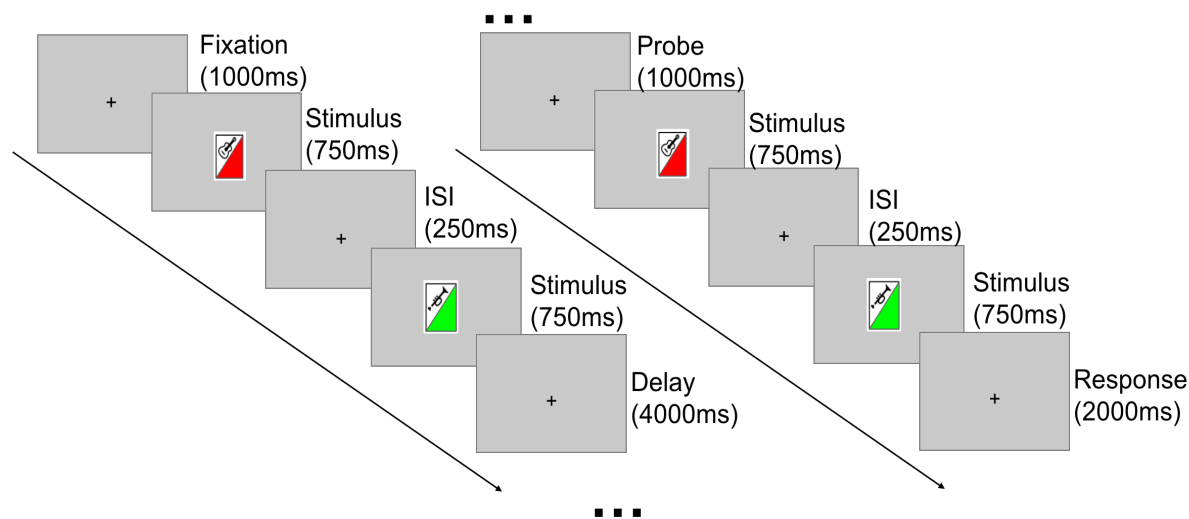 Fixation
(1000ms)
Stimulus
(750ms)
ISI
(250ms)
Stimulus
(750ms)
Delay
(4000ms)
...
...
Probe
(1000ms)
Stimulus
(750ms)
ISI
(250ms)
Stimulus
(750ms)
Response
(2000ms)